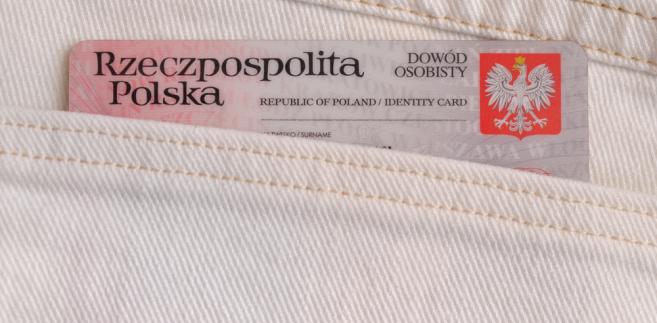 Rzeczpospolita
Polska
DOWÓD
OSOBISTY
REPUBLIC OF POLAND / IDENTITY CARD
/ SURNAME